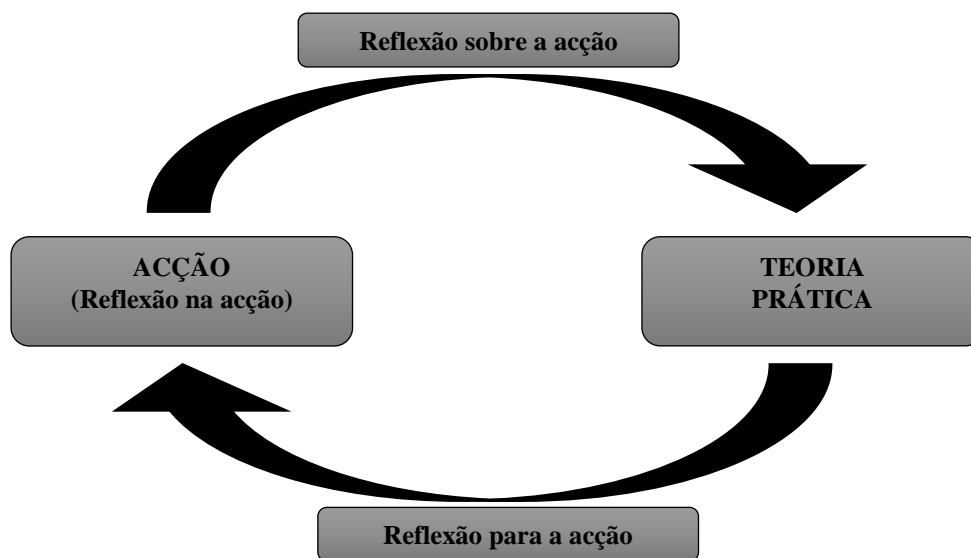 Reflexão sobre a acção
ACÇÃO
(Reflexão na acção)
TEORIA
PRÁTICA
Reflexão para a acção